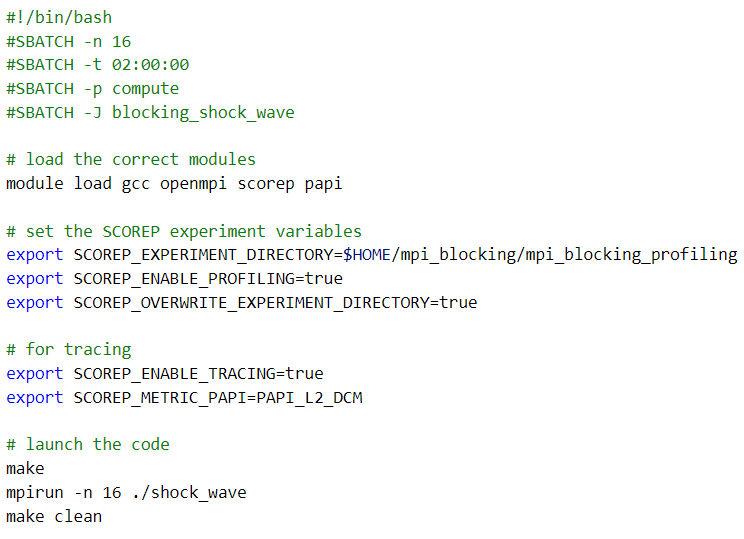 #!/bin/bash
#SBATCH -n 16
#SBATCH -t 02:00:00
#SBATCH -p compute
#SBATCH -J blocking_shock_wave

# load the correct modules
module load gcc openmpi scorep papi

# set the SCOREP experiment variables
export SCOREP_EXPERIMENT_DIRECTORY=$HOME/mpi_blocking/mpi_blocking_profiling
export SCOREP_ENABLE_PROFILING=true
export SCOREP_OVERWRITE_EXPERIMENT_DIRECTORY=true

# for tracing
export SCOREP_ENABLE_TRACING=true
export SCOREP_METRIC_PAPI=PAPI_L2_DCM

# launch the code
make
mpirun -n 16 ./shock_wave
make clean